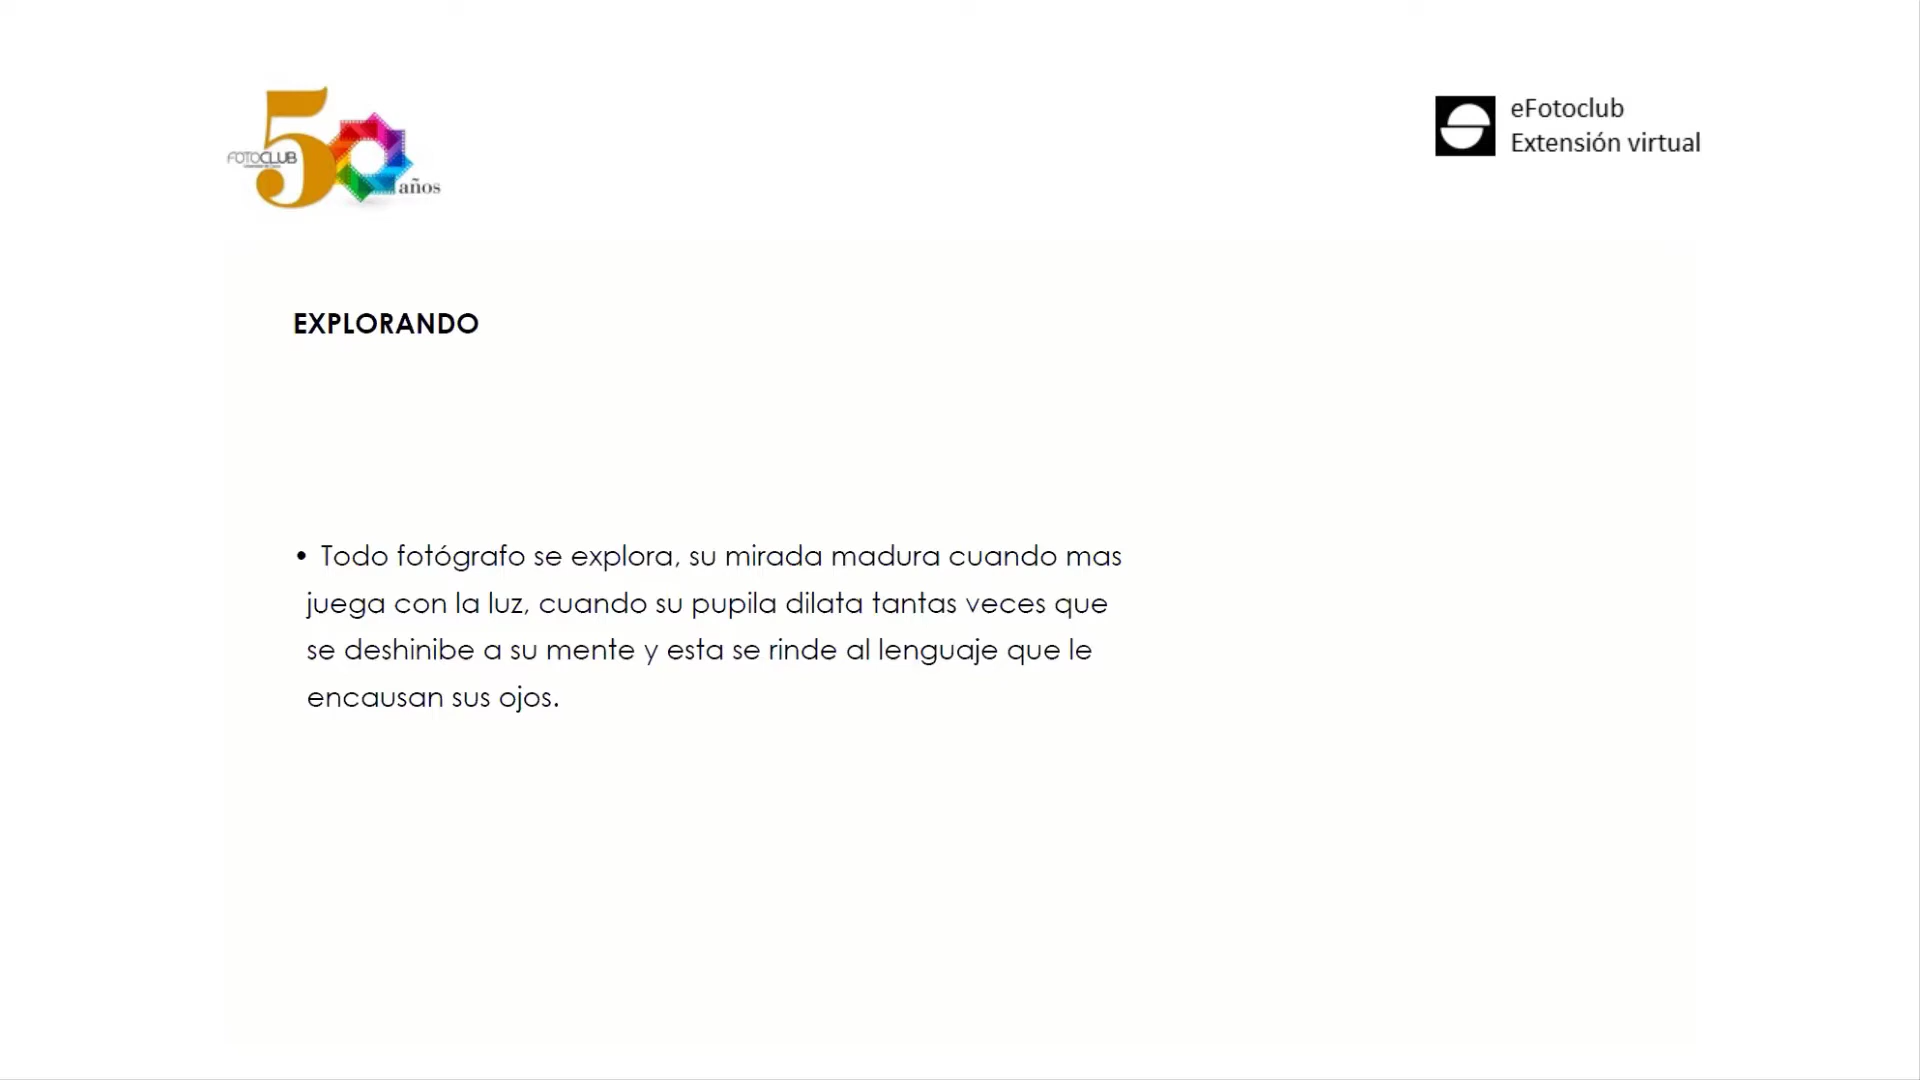 50
FOTOCLUB
años
eFotoclub
Extensión virtual
EXPLORANDO
• Todo fotógrafo se explora, su mirada madura cuando mas
juega con la luz, cuando su pupila dilata tantas veces que
se deshinibe a su mente y esta se rinde al lenguaje que le
encausan sus ojos.